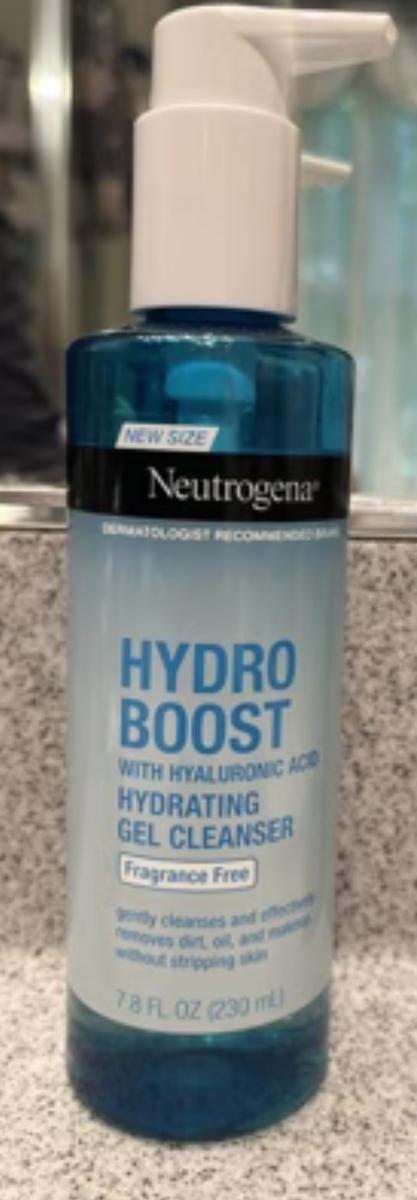 NEW SIZE
Neutrogena®
DERMATOLOGIST RECOMMENDED BRAND
HYDRO
BOOST
WITH HYALURONIC ACID
HYDRATING
GEL CLEANSER
Fragrance Free
gently cleanses and effectively
removes dirt, oil, and makeup
without stripping skin
7.8 FL OZ (230 mL)